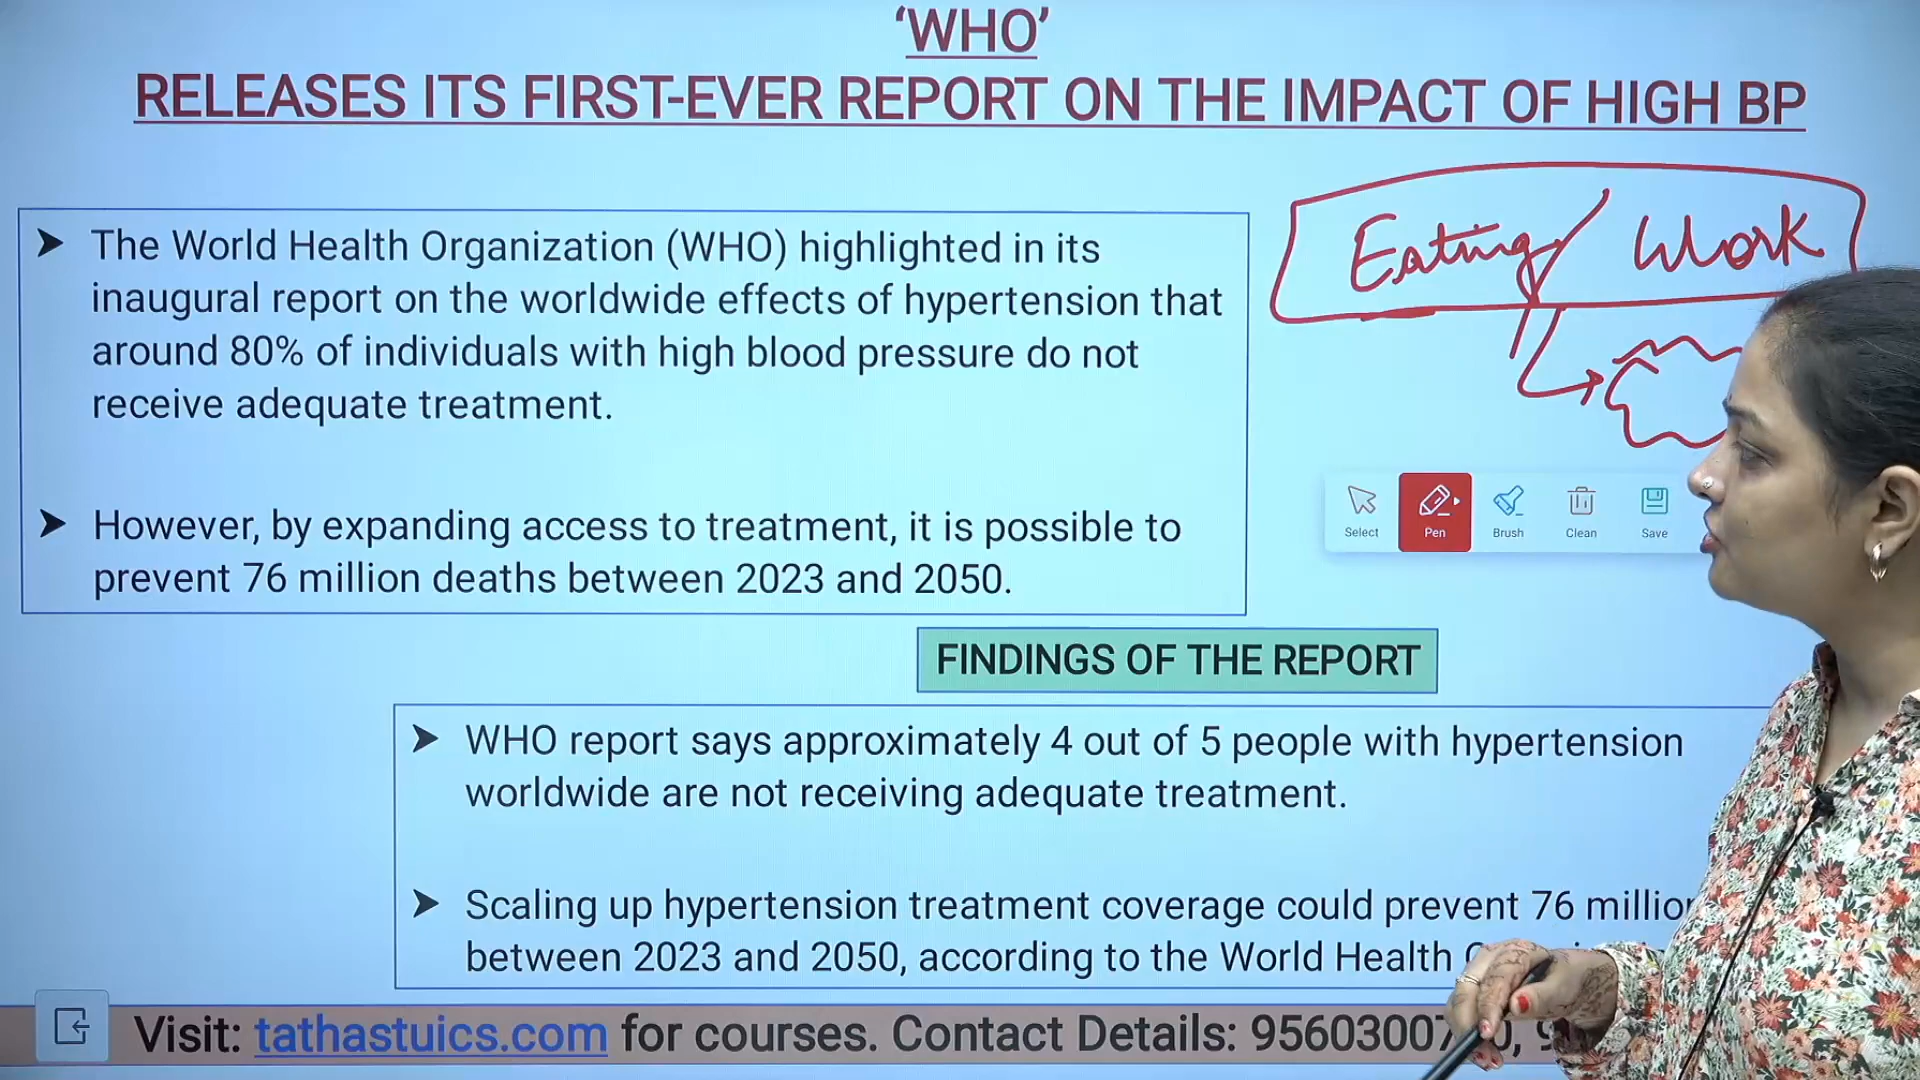 ‘WHO’
RELEASES ITS FIRST-EVER REPORT ON THE IMPACT OF HIGH BP
Eating / Work
➤ The World Health Organization (WHO) highlighted in its
inaugural report on the worldwide effects of hypertension that
around 80% of individuals with high blood pressure do not
receive adequate treatment.
➤ However, by expanding access to treatment, it is possible to
prevent 76 million deaths between 2023 and 2050.
Select Pen Brush Clean Save
FINDINGS OF THE REPORT
➤ WHO report says approximately 4 out of 5 people with hypertension
worldwide are not receiving adequate treatment.
➤ Scaling up hypertension treatment coverage could prevent 76
between 2023 and 2050, according to the World Health
Visit: tathastuics.com for courses. Contact Details: